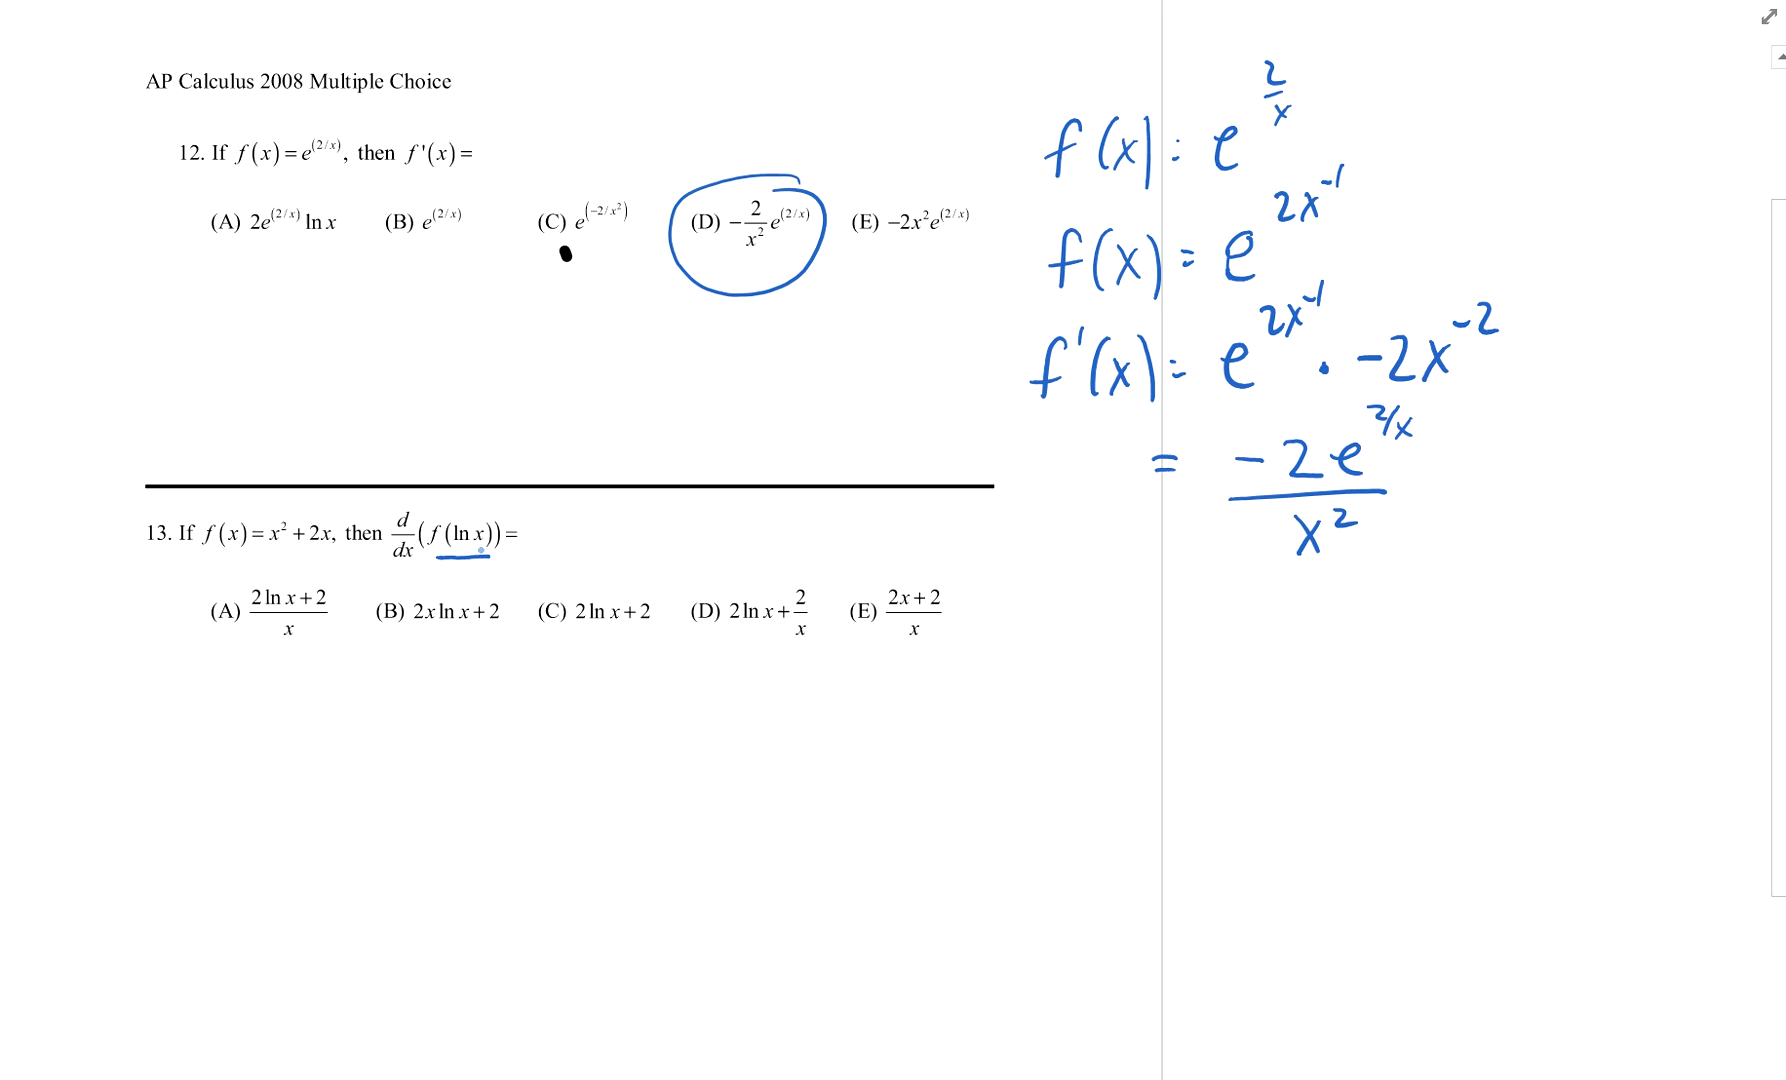 AP Calculus 2008 Multiple Choice
12. If f(x) = e^(2/x), then f'(x) =
(A) 2e^(2/x) ln x (B) e^(2/x) (C) e^(−2/x²) (D) −2/x² e^(2/x) (E) −2x²e^(2/x)
13. If f(x) = x² + 2x, then d/dx (f(ln x)) =
(A) (2 ln x + 2)/x (B) 2x ln x + 2 (C) 2 ln x + 2 (D) 2 ln x + 2/x (E) (2x + 2)/x
f(x) = e^(2/x)
f(x) = e^(2x^-1)
f'(x) = e^(2x^-1) · -2x^-2
= -2e^(2/x) / x²